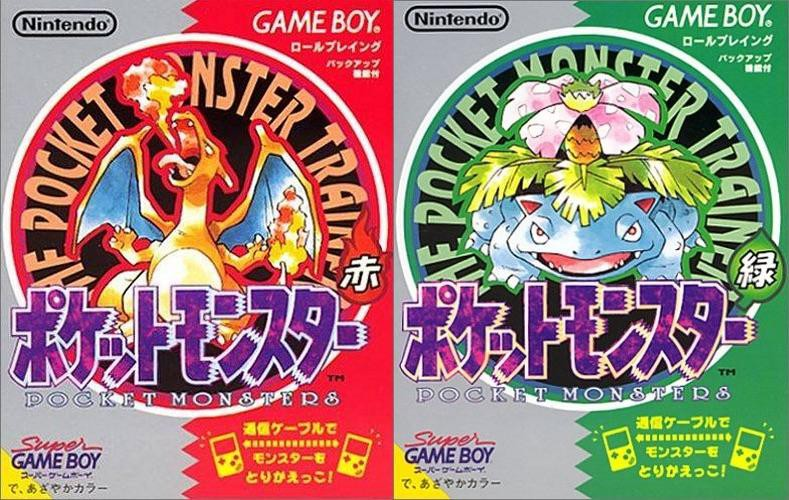 Nintendo
GAME BOY
ロールプレイング
バックアップ
機能付
THE POCKET MONSTER TRAINER
赤
ポケットモンスター
TM
POCKET MONSTERS
通信ケーブルで
モンスターを
とりかえっこ!
Super
GAME BOY
スーパーゲームボーイ
で、あざやかカラー
Nintendo
GAME BOY
ロールプレイング
バックアップ
機能付
THE POCKET MONSTER TRAINER
緑
ポケットモンスター
TM
POCKET MONSTERS
通信ケーブルで
モンスターを
とりかえっこ!
Super
GAME BOY
スーパーゲームボーイ
で、あざやかカラー